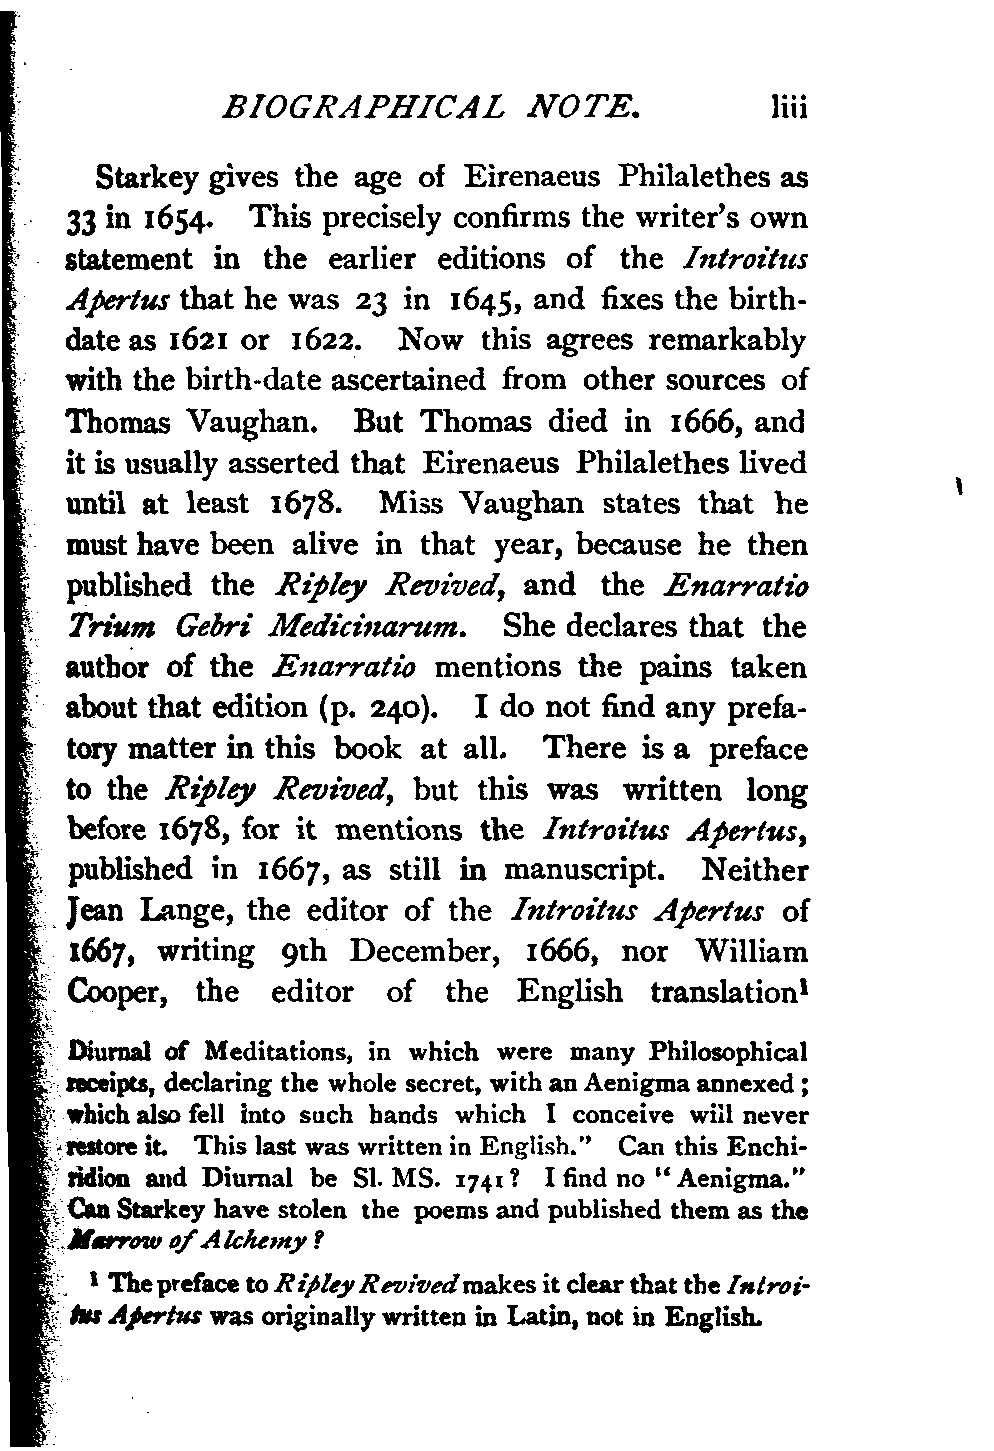 BIOGRAPHICAL NOTE. liii
Starkey gives the age of Eirenaeus Philalethes as
33 in 1654. This precisely confirms the writer's own
statement in the earlier editions of the Introitus
Apertus that he was 23 in 1645, and fixes the birth-
date as 1621 or 1622. Now this agrees remarkably
with the birth-date ascertained from other sources of
Thomas Vaughan. But Thomas died in 1666, and
it is usually asserted that Eirenaeus Philalethes lived
until at least 1678. Miss Vaughan states that he
must have been alive in that year, because he then
published the Ripley Revived, and the Enarratio
Trium Gebri Medicinarum. She declares that the
author of the Enarratio mentions the pains taken
about that edition (p. 240). I do not find any prefa-
tory matter in this book at all. There is a preface
to the Ripley Revived, but this was written long
before 1678, for it mentions the Introitus Apertus,
published in 1667, as still in manuscript. Neither
Jean Lange, the editor of the Introitus Apertus of
1667, writing 9th December, 1666, nor William
Cooper, the editor of the English translation¹
Diurnal of Meditations, in which were many Philosophical
receipts, declaring the whole secret, with an Aenigma annexed;
which also fell into such hands which I conceive will never
restore it. This last was written in English." Can this Enchi-
ridion and Diurnal be Sl. MS. 1741? I find no "Aenigma."
Can Starkey have stolen the poems and published them as the
Marrow of Alchemy?
¹ The preface to Ripley Revived makes it clear that the Introi-
tus Apertus was originally written in Latin, not in English.